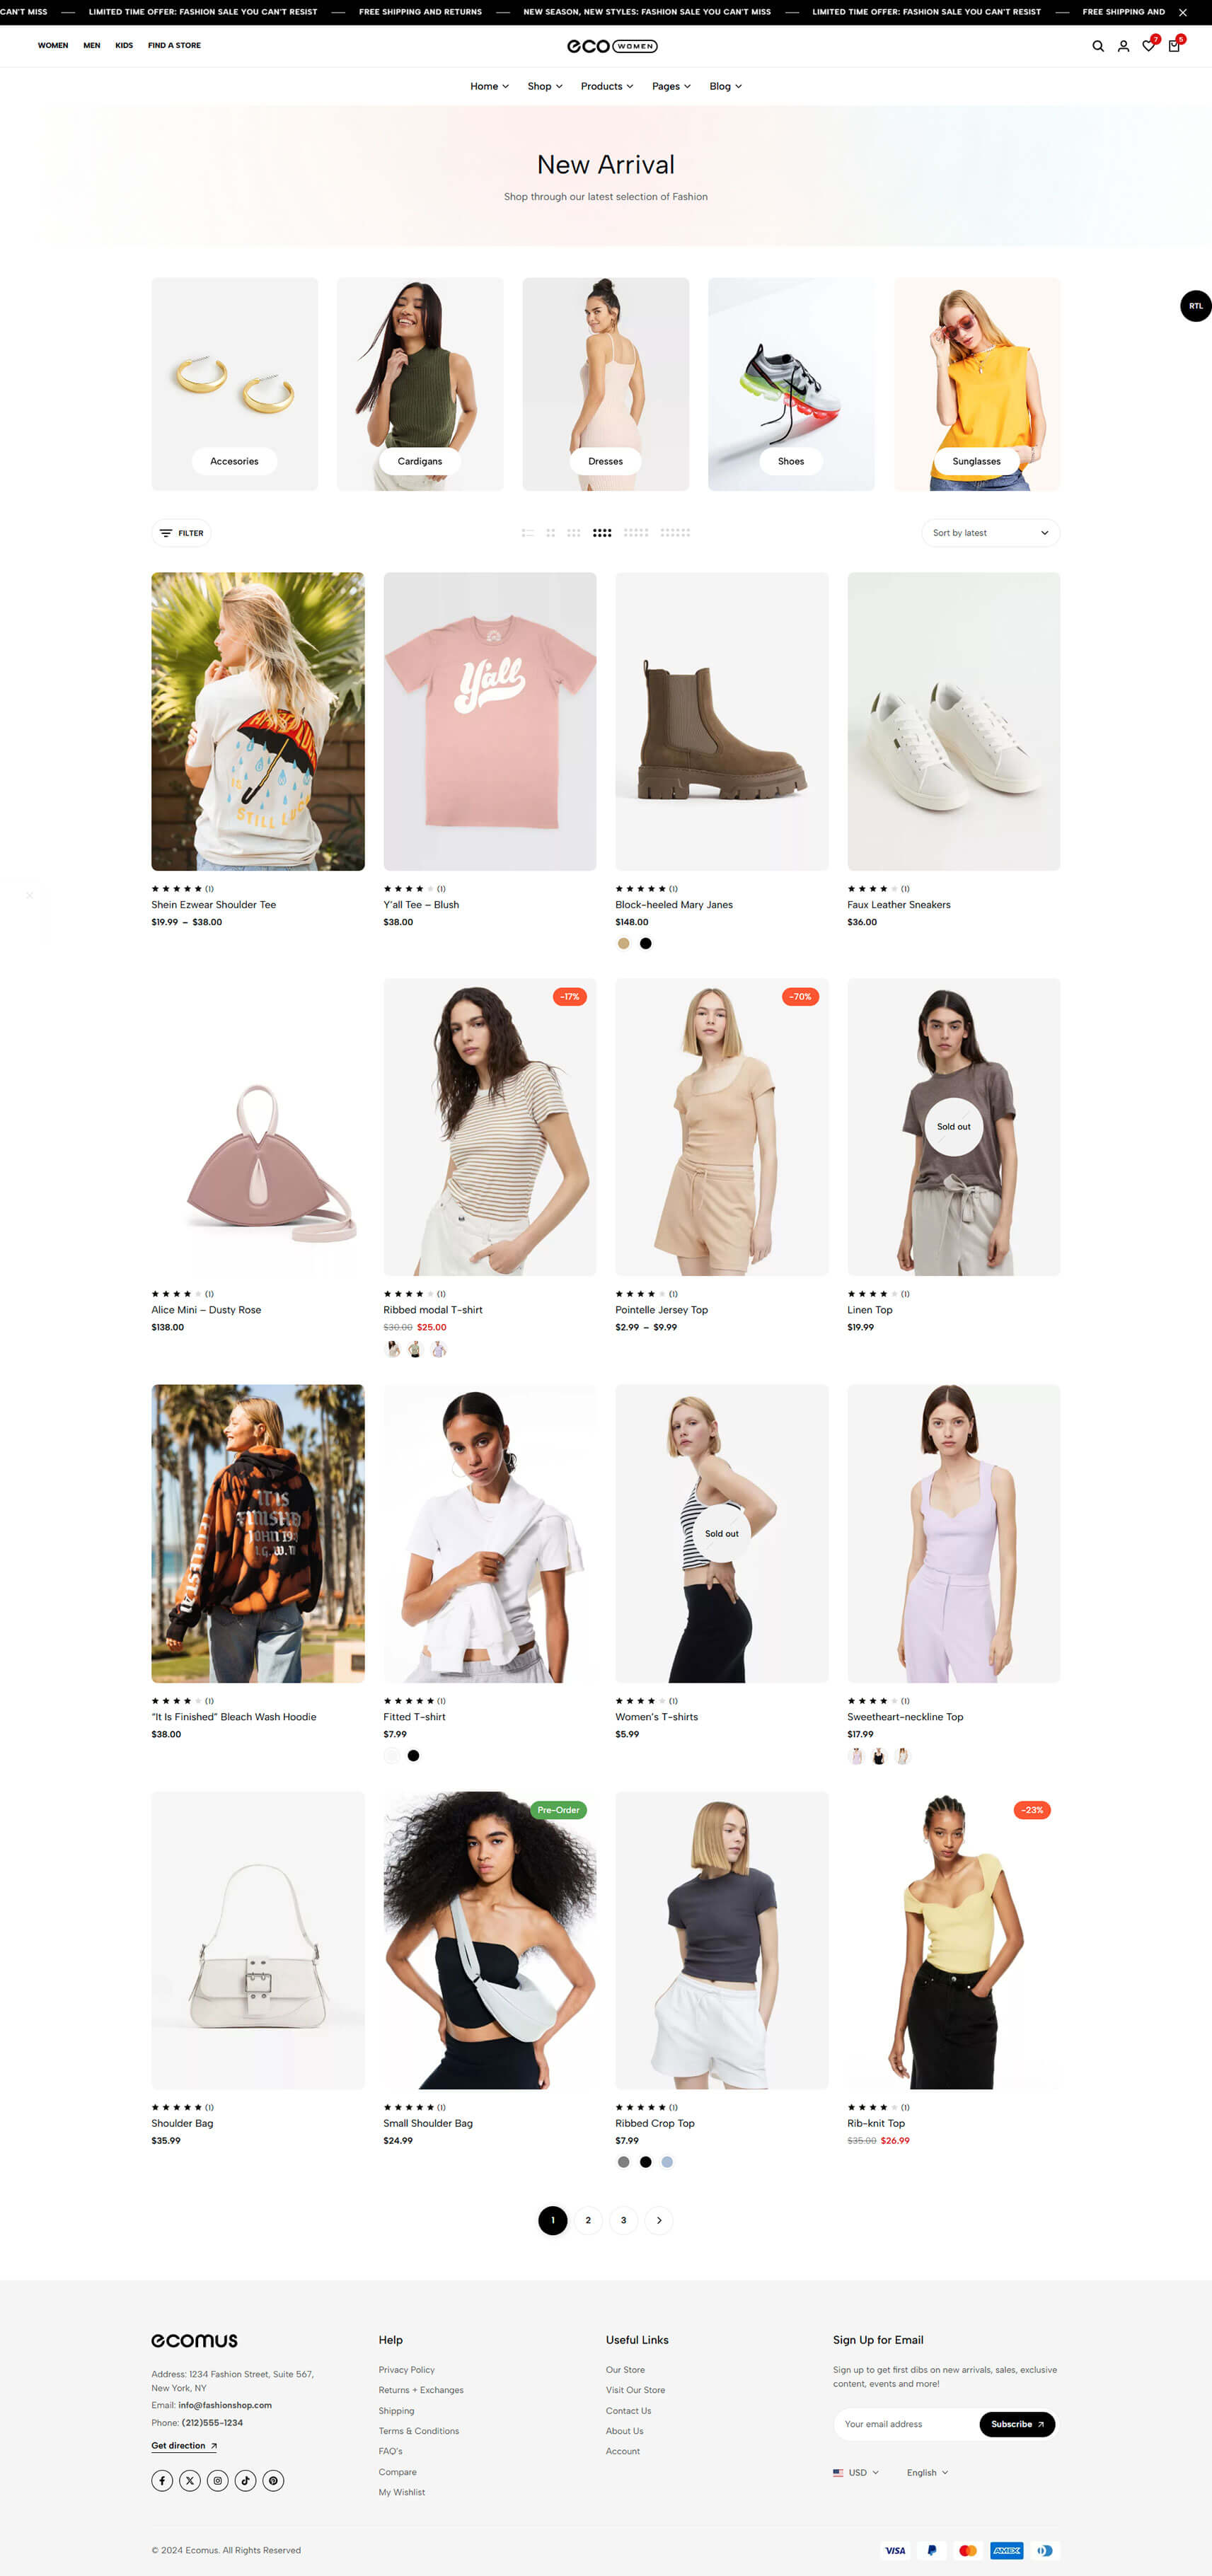 CAN'T MISS — LIMITED TIME OFFER: FASHION SALE YOU CAN'T RESIST — FREE SHIPPING AND RETURNS — NEW SEASON, NEW STYLES: FASHION SALE YOU CAN'T MISS — LIMITED TIME OFFER: FASHION SALE YOU CAN'T RESIST — FREE SHIPPING AND
WOMEN MEN KIDS FIND A STORE
eco WOMEN
7 5
Home Shop Products Pages Blog
New Arrival
Shop through our latest selection of Fashion
RTL
Accesories Cardigans Dresses Shoes Sunglasses
FILTER
Sort by latest
STILL LUC
Y'all
(1) (1) (1) (1)
Shein Ezwear Shoulder Tee Y'all Tee – Blush Block-heeled Mary Janes Faux Leather Sneakers
$19.99 – $38.00 $38.00 $148.00 $36.00
-17% -70%
Sold out
(1) (1) (1) (1)
Alice Mini – Dusty Rose Ribbed modal T-shirt Pointelle Jersey Top Linen Top
$138.00 $30.00 $25.00 $2.99 – $9.99 $19.99
IT IS
FINISHED
JOHN 19:
Sold out
(1) (1) (1) (1)
"It Is Finished" Bleach Wash Hoodie Fitted T-shirt Women's T-shirts Sweetheart-neckline Top
$38.00 $7.99 $5.99 $17.99
Pre-Order -23%
(1) (1) (1) (1)
Shoulder Bag Small Shoulder Bag Ribbed Crop Top Rib-knit Top
$35.99 $24.99 $7.99 $35.00 $26.99
1 2 3
ecomus
Address: 1234 Fashion Street, Suite 567,
New York, NY
Email: info@fashionshop.com
Phone: (212)555-1234
Get direction
Help
Privacy Policy
Returns + Exchanges
Shipping
Terms & Conditions
FAQ's
Compare
My Wishlist
Useful Links
Our Store
Visit Our Store
Contact Us
About Us
Account
Sign Up for Email
Sign up to get first dibs on new arrivals, sales, exclusive
content, events and more!
Your email address Subscribe
USD English
© 2024 Ecomus. All Rights Reserved
VISA AMEX